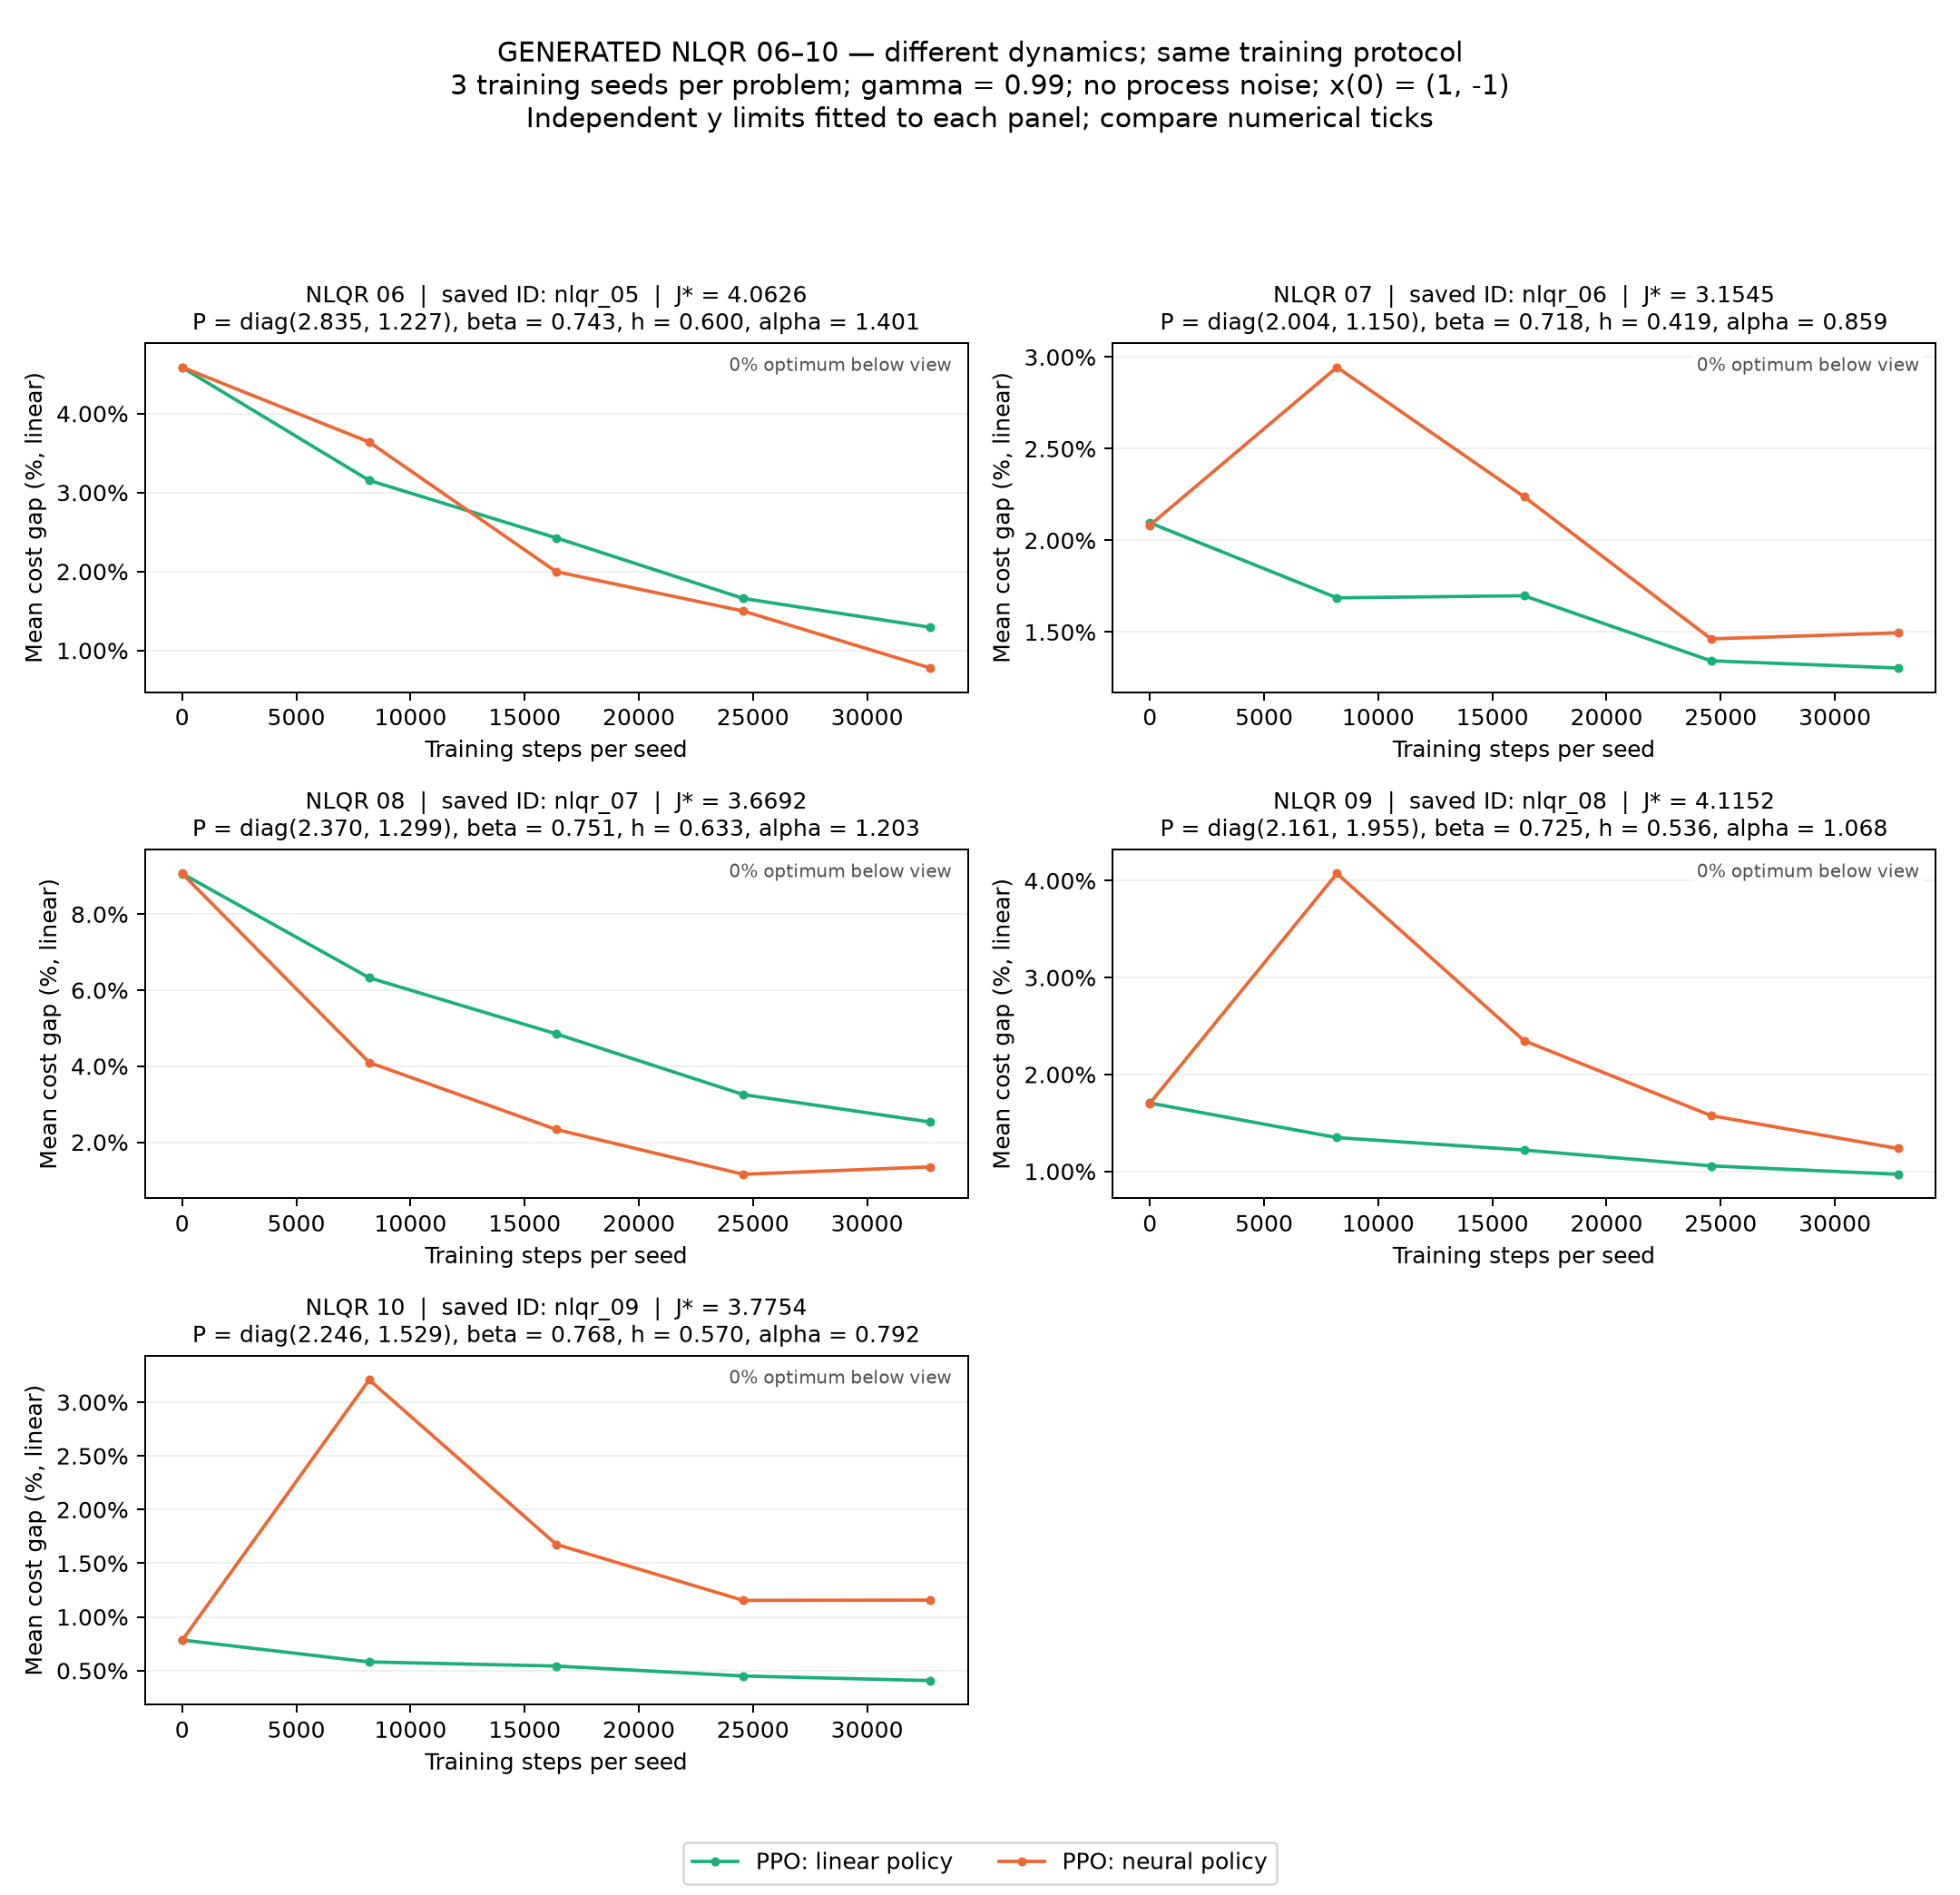 GENERATED NLQR 06–10 — different dynamics; same training protocol
3 training seeds per problem; gamma = 0.99; no process noise; x(0) = (1, -1)
Independent y limits fitted to each panel; compare numerical ticks
NLQR 06 | saved ID: nlqr_05 | J* = 4.0626
P = diag(2.835, 1.227), beta = 0.743, h = 0.600, alpha = 1.401
0% optimum below view
Mean cost gap (%, linear)
4.00%
3.00%
2.00%
1.00%
0 5000 10000 15000 20000 25000 30000
Training steps per seed
NLQR 07 | saved ID: nlqr_06 | J* = 3.1545
P = diag(2.004, 1.150), beta = 0.718, h = 0.419, alpha = 0.859
0% optimum below view
Mean cost gap (%, linear)
3.00%
2.50%
2.00%
1.50%
0 5000 10000 15000 20000 25000 30000
Training steps per seed
NLQR 08 | saved ID: nlqr_07 | J* = 3.6692
P = diag(2.370, 1.299), beta = 0.751, h = 0.633, alpha = 1.203
0% optimum below view
Mean cost gap (%, linear)
8.0%
6.0%
4.0%
2.0%
0 5000 10000 15000 20000 25000 30000
Training steps per seed
NLQR 09 | saved ID: nlqr_08 | J* = 4.1152
P = diag(2.161, 1.955), beta = 0.725, h = 0.536, alpha = 1.068
0% optimum below view
Mean cost gap (%, linear)
4.00%
3.00%
2.00%
1.00%
0 5000 10000 15000 20000 25000 30000
Training steps per seed
NLQR 10 | saved ID: nlqr_09 | J* = 3.7754
P = diag(2.246, 1.529), beta = 0.768, h = 0.570, alpha = 0.792
0% optimum below view
Mean cost gap (%, linear)
3.00%
2.50%
2.00%
1.50%
1.00%
0.50%
0 5000 10000 15000 20000 25000 30000
Training steps per seed
PPO: linear policy PPO: neural policy